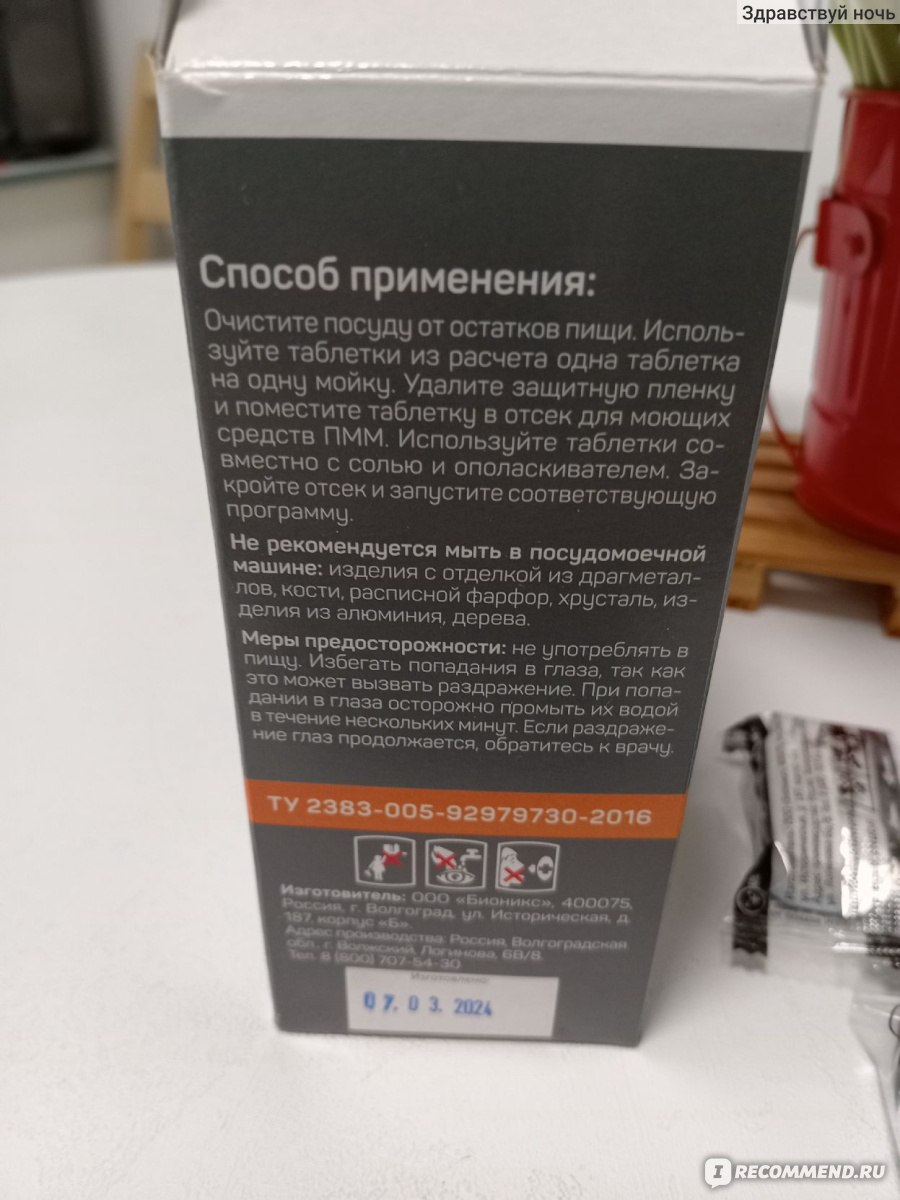 Здравствуй ночь
Способ применения:
Очистите посуду от остатков пищи. Исполь-
зуйте таблетки из расчета одна таблетка
на одну мойку. Удалите защитную пленку
и поместите таблетку в отсек для моющих
средств ПММ. Используйте таблетки со-
вместно с солью и ополаскивателем. За-
кройте отсек и запустите соответствующую
программу.
Не рекомендуется мыть в посудомоечной
машине: изделия с отделкой из драгметал-
лов, кости, расписной фарфор, хрусталь, из-
делия из алюминия, дерева.
Меры предосторожности: не употреблять в
пищу. Избегать попадания в глаза, так как
это может вызвать раздражение. При попа-
дании в глаза осторожно промыть их водой
в течение нескольких минут. Если раздраже-
ние глаз продолжается, обратитесь к врачу.
ТУ 2383-005-92979730-2016
Изготовитель: ООО «Бионикс», 400075,
Россия, г. Волгоград, ул. Историческая, д.
187, корпус «Б».
Адрес производства: Россия, Волгоградская
обл., г. Волжский, Логинова, 6В/8.
Тел. 8 (800) 707-54-30
Изготовлено:
07. 03. 2024
IRECOMMEND.RU